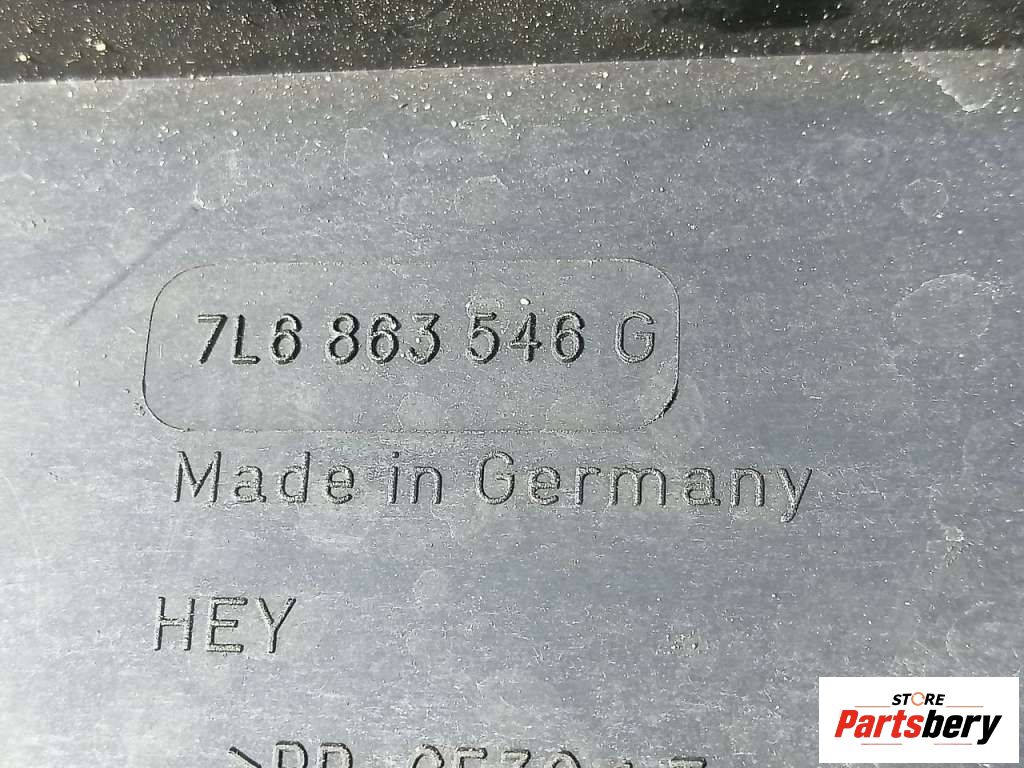 7L6 863 546 G
Made in Germany
HEY
STORE
Partsbery